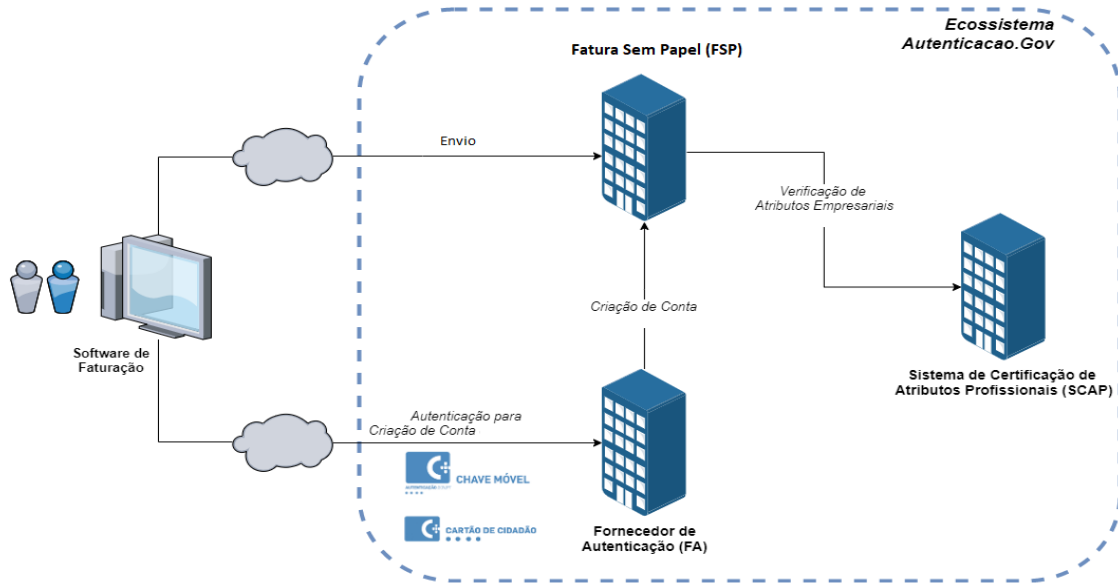 Ecossistema
Autenticacao.Gov
Fatura Sem Papel (FSP)
Envio
Verificação de
Atributos Empresariais
Criação de Conta
Software de
Faturação
Sistema de Certificação de
Atributos Profissionais (SCAP)
Autenticação para
Criação de Conta
CHAVE MÓVEL
CARTÃO DE CIDADÃO
Fornecedor de
Autenticação (FA)